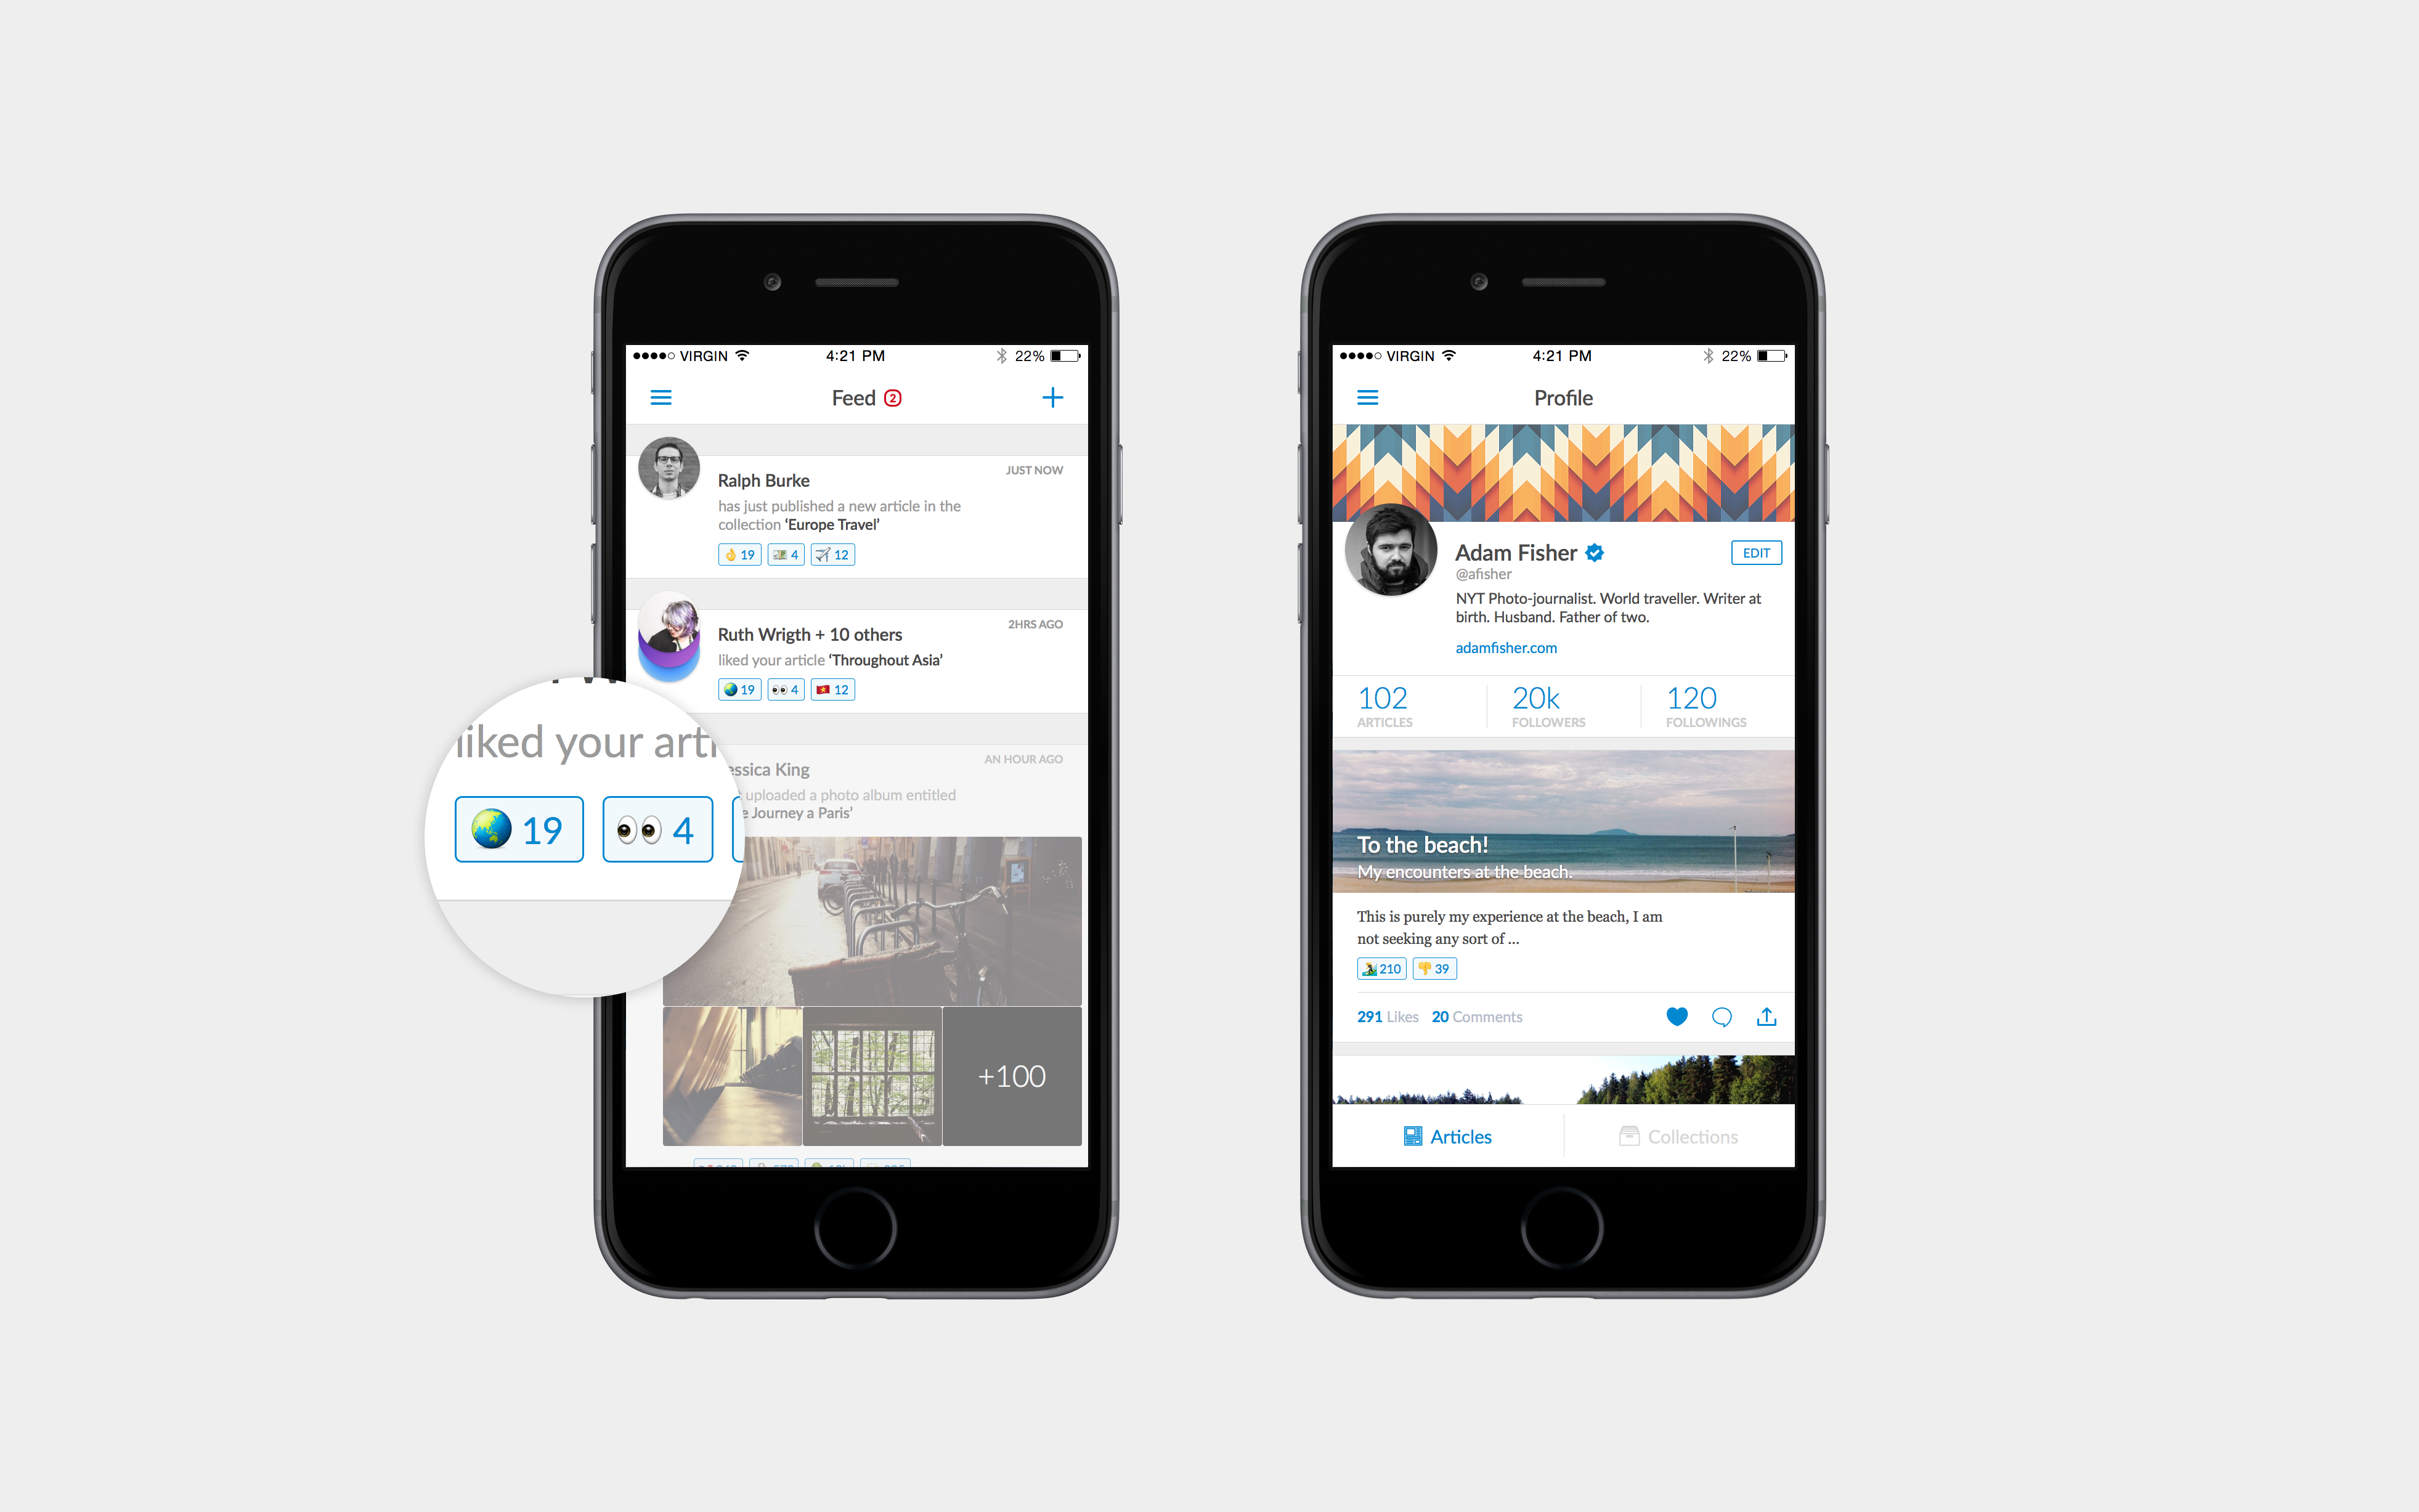 VIRGIN 4:21 PM 22%
Feed 2
JUST NOW
Ralph Burke
has just published a new article in the
collection ‘Europe Travel’
19 4 12
2HRS AGO
Ruth Wrigth + 10 others
liked your article ‘Throughout Asia’
19 4 12
liked your arti
19 4
AN HOUR AGO
essica King
uploaded a photo album entitled
e Journey a Paris’
+100
VIRGIN 4:21 PM 22%
Profile
Adam Fisher
EDIT
@afisher
NYT Photo-journalist. World traveller. Writer at
birth. Husband. Father of two.
adamfisher.com
102 20k 120
ARTICLES FOLLOWERS FOLLOWINGS
To the beach!
My encounters at the beach.
This is purely my experience at the beach, I am
not seeking any sort of ...
210 39
291 Likes 20 Comments
Articles Collections